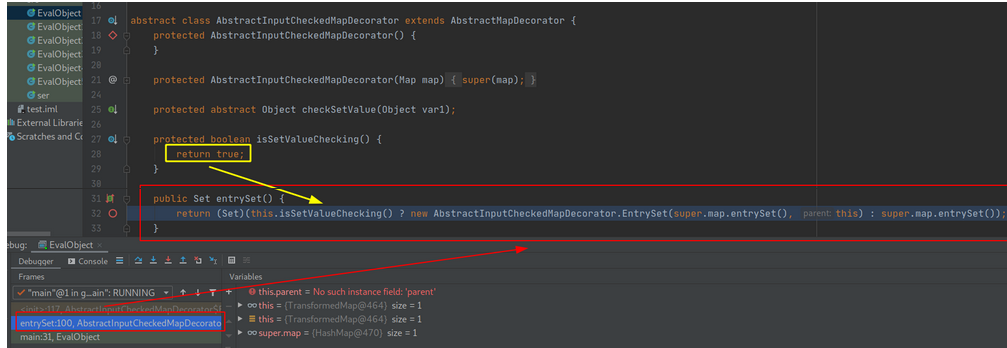 EvalObject
EvalObject
EvalObject
EvalObject
EvalObject
EvalObject
ser
test.iml
External Librarie
Scratches and Co
16
17 abstract class AbstractInputCheckedMapDecorator extends AbstractMapDecorator {
18 protected AbstractInputCheckedMapDecorator() {
19 }
20
21 @ protected AbstractInputCheckedMapDecorator(Map map) { super(map); }
24
25 protected abstract Object checkSetValue(Object var1);
26
27 protected boolean isSetValueChecking() {
28 return true;
29 }
30
31 public Set entrySet() {
32 return (Set)(this.isSetValueChecking() ? new AbstractInputCheckedMapDecorator.EntrySet(super.map.entrySet(), parent: this) : super.map.entrySet());
33 }
ebug: EvalObject ×
Debugger Console
Frames
"main"@1 in g...ain": RUNNING
<init>:117, AbstractInputCheckedMapDecorator$E
entrySet:100, AbstractInputCheckedMapDecorato
main:31, EvalObject
Variables
this.parent = No such instance field: 'parent'
this = {TransformedMap@464} size = 1
this = {TransformedMap@464} size = 1
super.map = {HashMap@470} size = 1